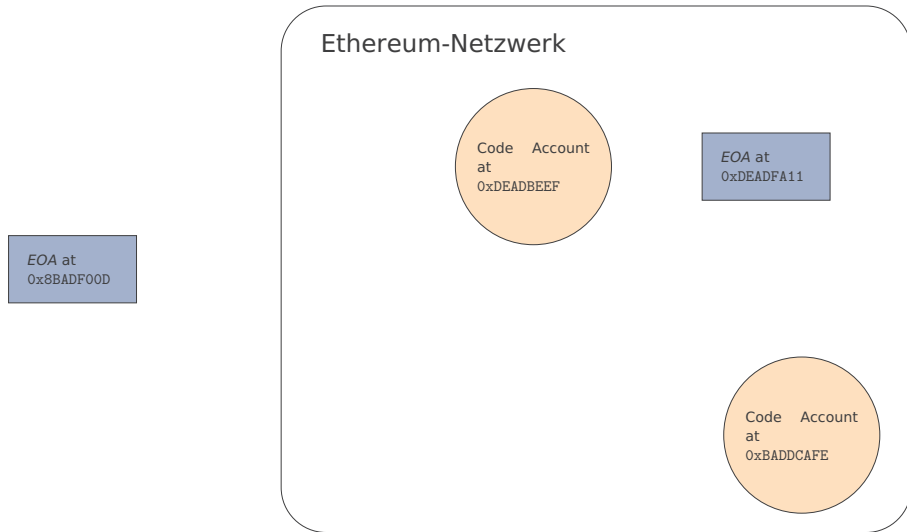 Ethereum-Netzwerk
Code Account
at
0xDEADBEEF
EOA at
0xDEADFA11
EOA at
0x8BADF00D
Code Account
at
0xBADDCAFE